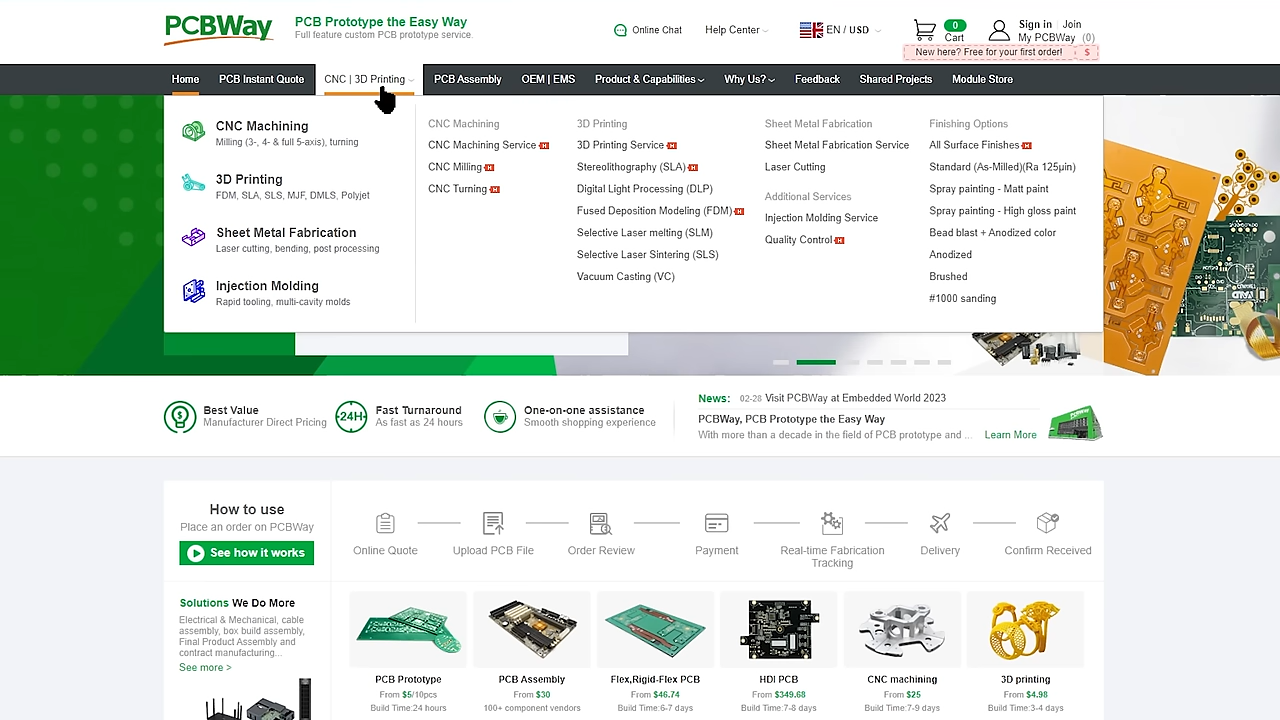 PCBWay
PCB Prototype the Easy Way
Full feature custom PCB prototype service.
Online Chat
Help Center
EN / USD
0
Cart
Sign in | Join
My PCBWay (0)
New here? Free for your first order!
$
Home
PCB Instant Quote
CNC | 3D Printing
PCB Assembly
OEM | EMS
Product & Capabilities
Why Us?
Feedback
Shared Projects
Module Store
CNC Machining
Milling (3-, 4- & full 5-axis), turning
3D Printing
FDM, SLA, SLS, MJF, DMLS, Polyjet
Sheet Metal Fabrication
Laser cutting, bending, post processing
Injection Molding
Rapid tooling, multi-cavity molds
CNC Machining
CNC Machining Service H
CNC Milling H
CNC Turning H
3D Printing
3D Printing Service H
Stereolithography (SLA) H
Digital Light Processing (DLP)
Fused Deposition Modeling (FDM) H
Selective Laser melting (SLM)
Selective Laser Sintering (SLS)
Vacuum Casting (VC)
Sheet Metal Fabrication
Sheet Metal Fabrication Service
Laser Cutting
Additional Services
Injection Molding Service
Quality Control H
Finishing Options
All Surface Finishes H
Standard (As-Milled)(Ra 125μin)
Spray painting - Matt paint
Spray painting - High gloss paint
Bead blast + Anodized color
Anodized
Brushed
#1000 sanding
Best Value
Manufacturer Direct Pricing
24H
Fast Turnaround
As fast as 24 hours
One-on-one assistance
Smooth shopping experience
News: 02-28 Visit PCBWay at Embedded World 2023
PCBWay, PCB Prototype the Easy Way
With more than a decade in the field of PCB prototype and ... Learn More
How to use
Place an order on PCBWay
See how it works
Online Quote
Upload PCB File
Order Review
Payment
Real-time Fabrication
Tracking
Delivery
Confirm Received
Solutions We Do More
Electrical & Mechanical, cable
assembly, box build assembly,
Final Product Assembly and
contract manufacturing...
See more >
PCB Prototype
From $5/10pcs
Build Time:24 hours
PCB Assembly
From $30
100+ component vendors
Flex,Rigid-Flex PCB
From $46.74
Build Time:6-7 days
HDI PCB
From $349.68
Build Time:7-8 days
CNC machining
From $25
Build Time:7-9 days
3D printing
From $4.98
Build Time:3-4 days